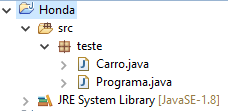 Honda
src
teste
Carro.java
Programa.java
JRE System Library [JavaSE-1.8]